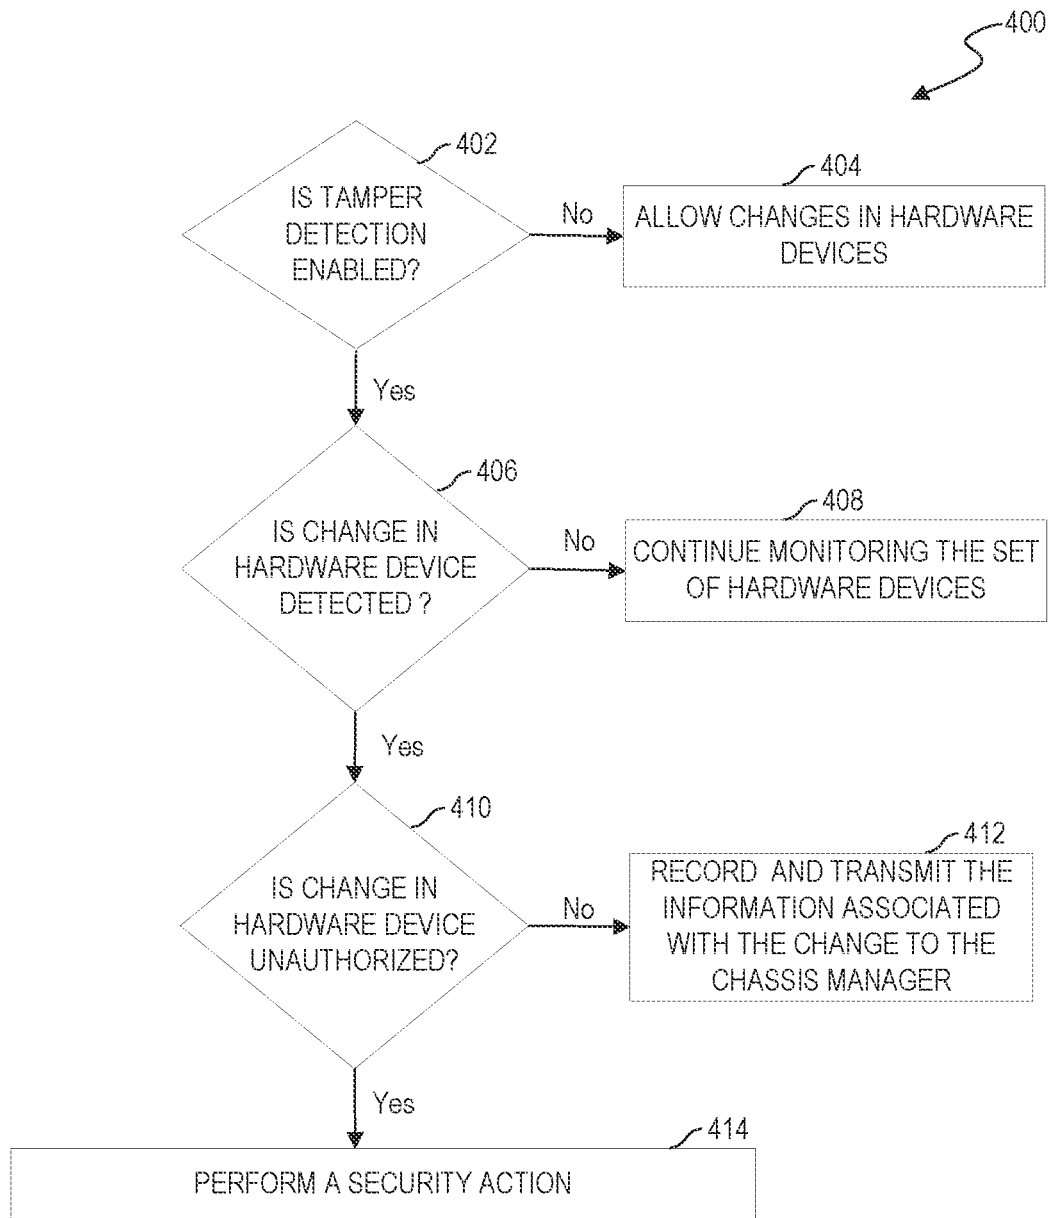 400
402
IS TAMPER
DETECTION
ENABLED?
No
404
ALLOW CHANGES IN HARDWARE
DEVICES
Yes
406
IS CHANGE IN
HARDWARE DEVICE
DETECTED ?
No
408
CONTINUE MONITORING THE SET
OF HARDWARE DEVICES
Yes
410
IS CHANGE IN
HARDWARE DEVICE
UNAUTHORIZED?
No
412
RECORD AND TRANSMIT THE
INFORMATION ASSOCIATED
WITH THE CHANGE TO THE
CHASSIS MANAGER
Yes
414
PERFORM A SECURITY ACTION